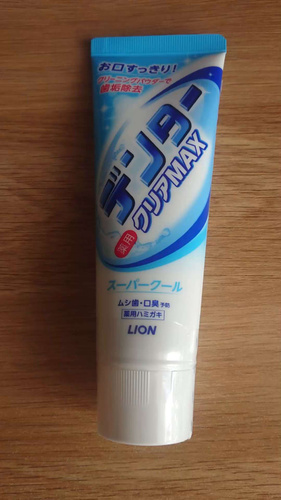 お口すっきり!
クリーニングパウダーで
歯垢除去
デンター
クリアMAX
薬用
スーパークール
ムシ歯・口臭予防
薬用ハミガキ
LION